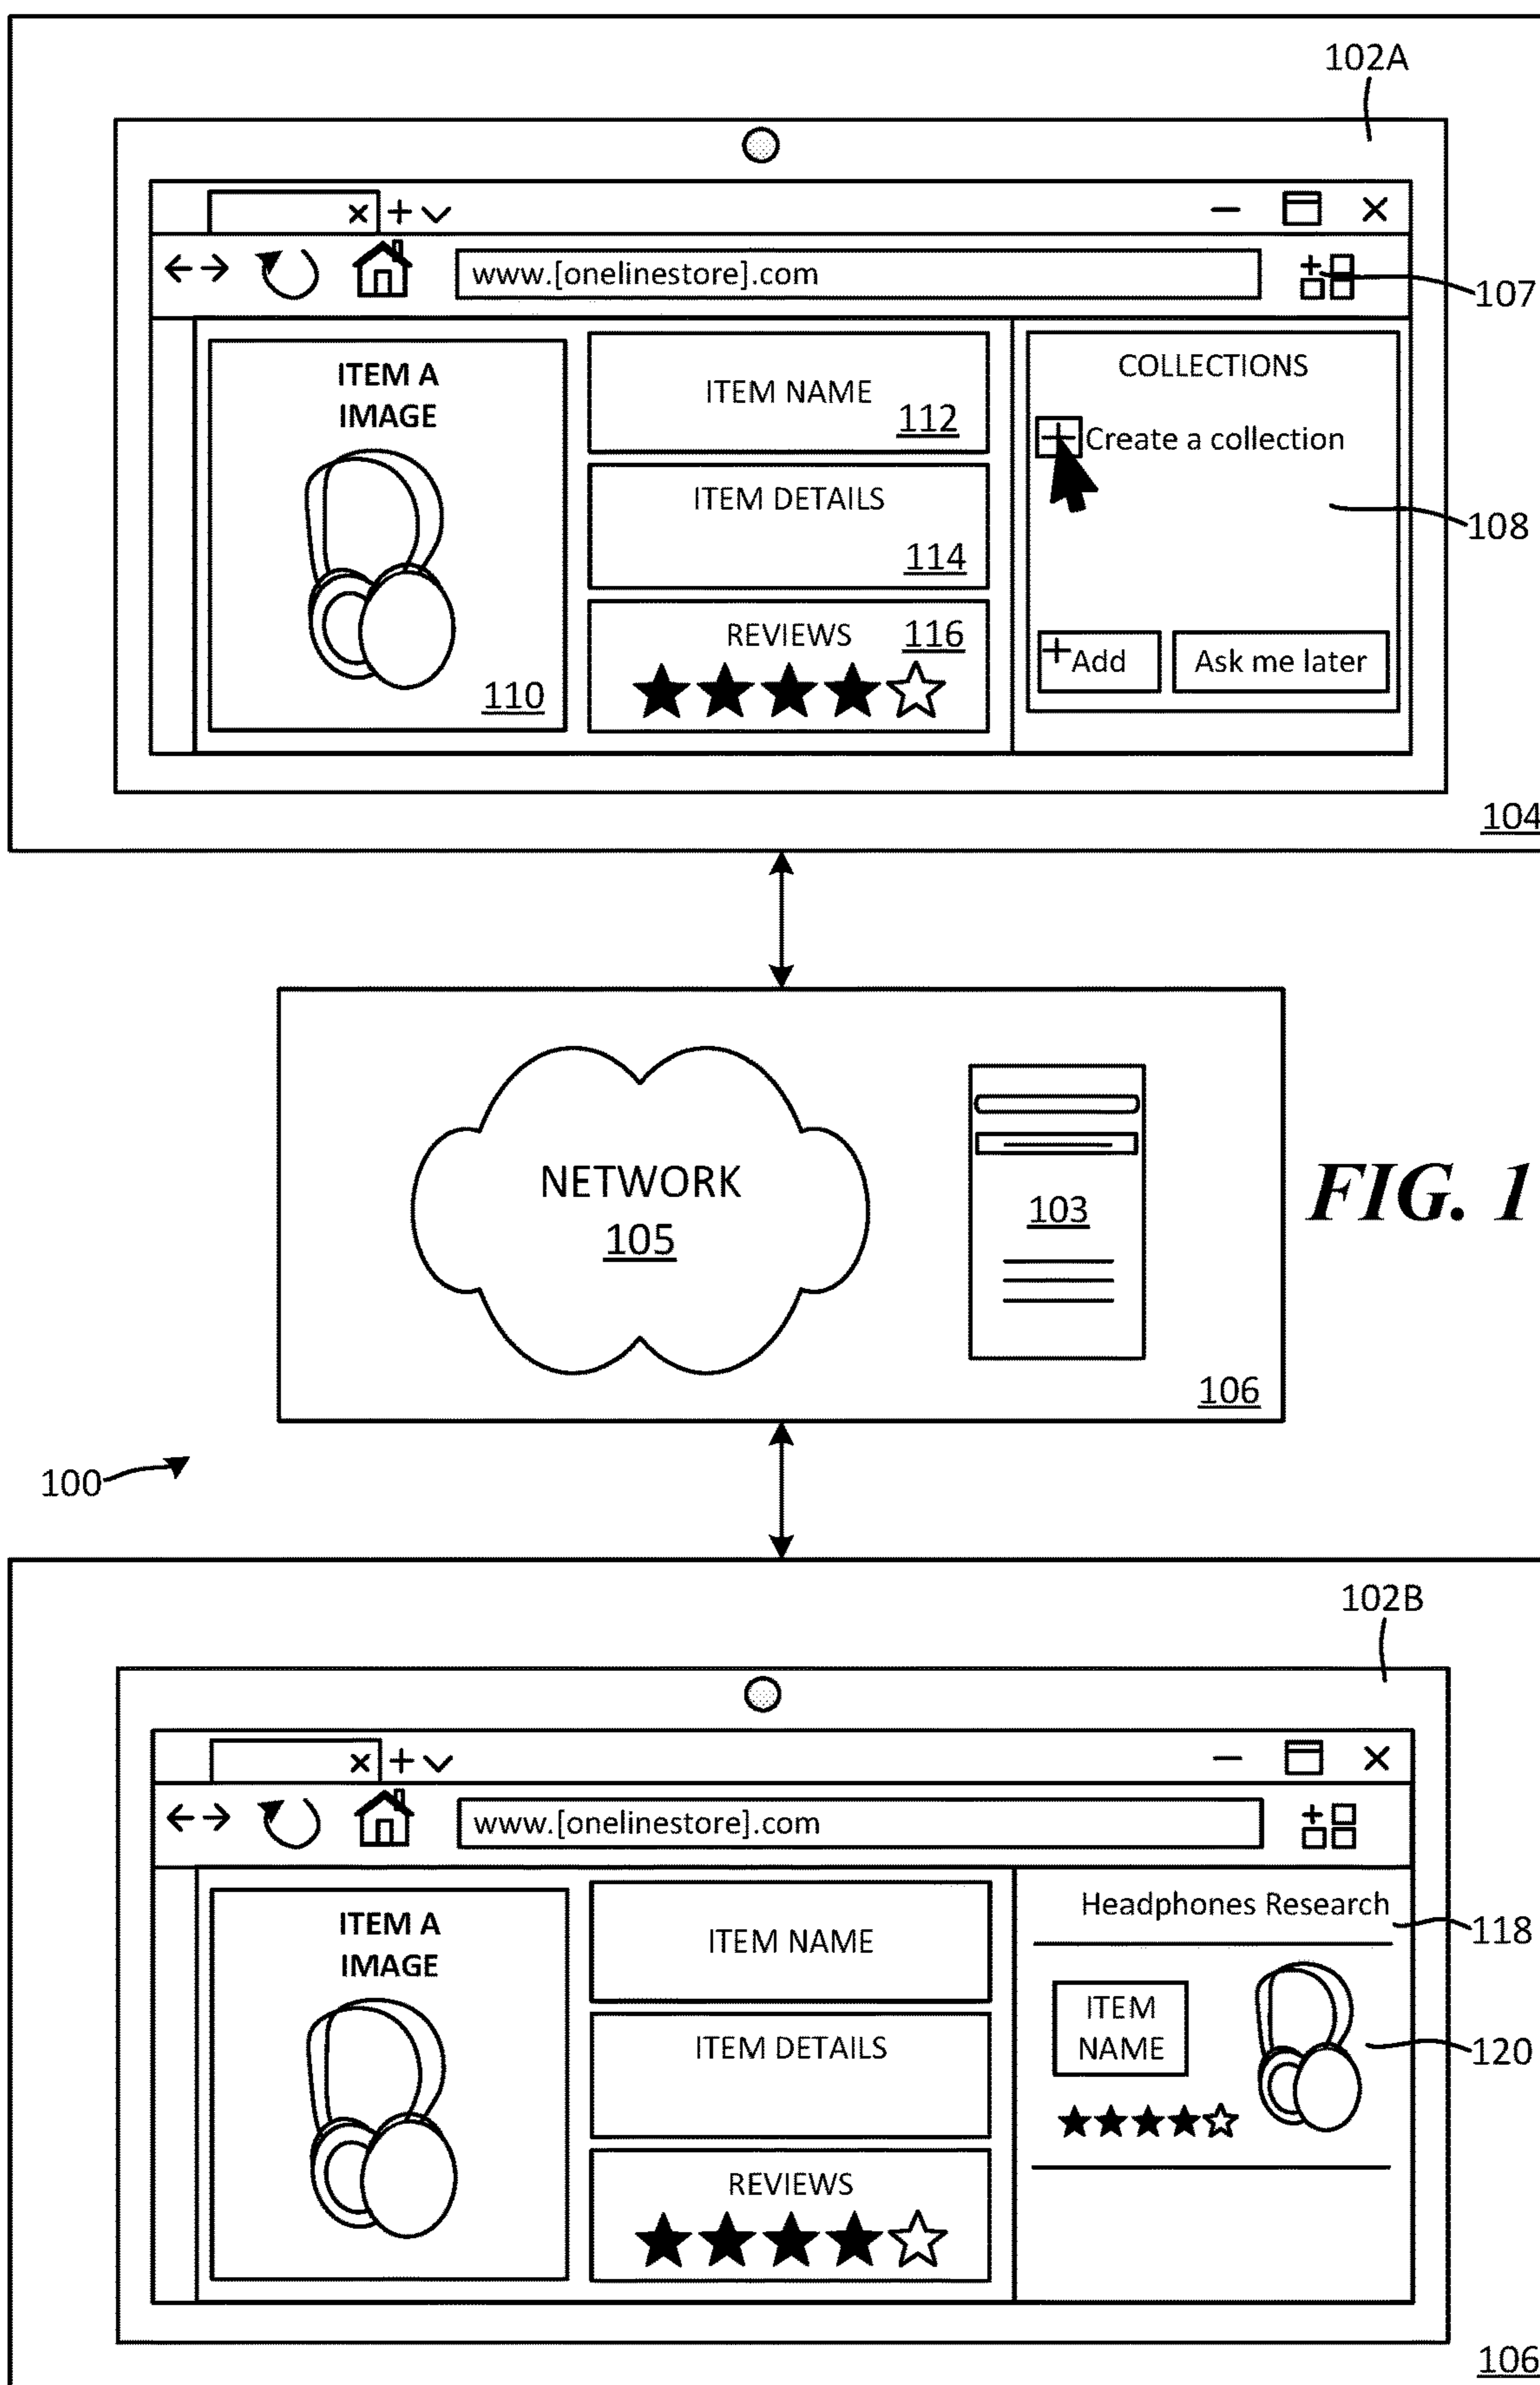 102A
www.[onelinestore].com
107
ITEM A
IMAGE
110
ITEM NAME
112
ITEM DETAILS
114
REVIEWS
116
COLLECTIONS
+ Create a collection
108
+Add
Ask me later
104
NETWORK
105
103
106
FIG. 1
100
102B
www.[onelinestore].com
ITEM A
IMAGE
ITEM NAME
ITEM DETAILS
REVIEWS
Headphones Research
118
ITEM
NAME
120
106